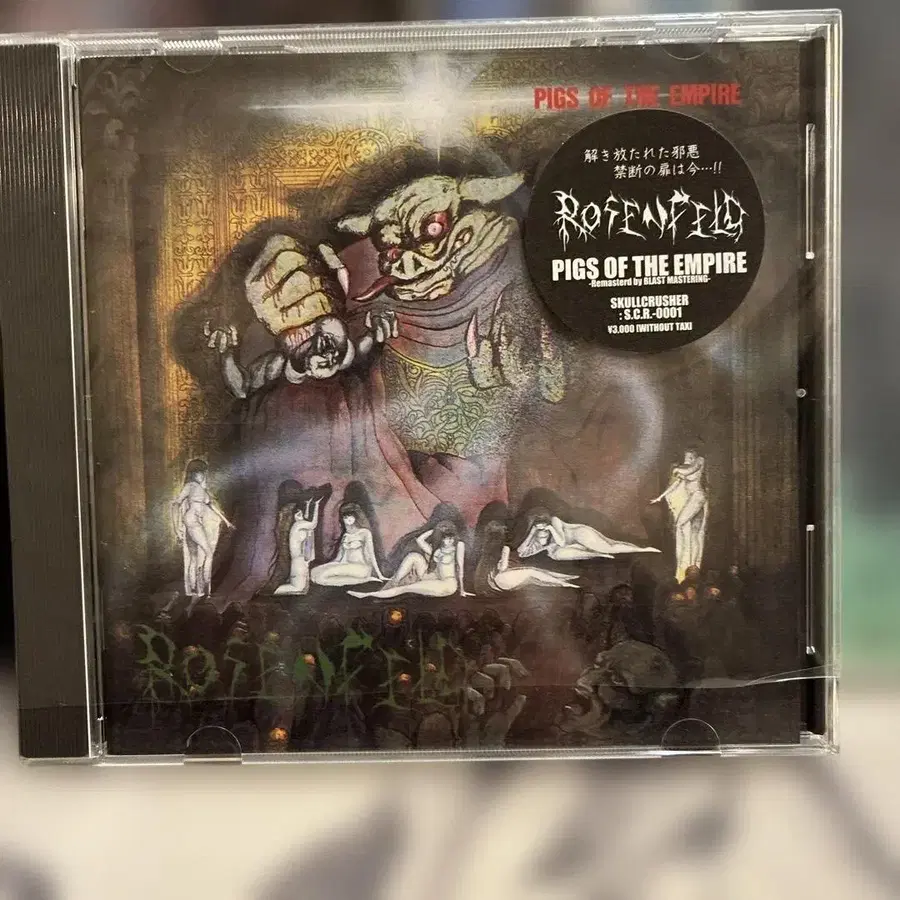 PIGS OF THE EMPIRE
解き放たれた邪悪
禁断の扉は今…!!
ROSENFELD
PIGS OF THE EMPIRE
-Remasterd by BLAST MASTERING-
SKULLCRUSHER
: S.C.R.-0001
¥3,000 [WITHOUT TAX]
ROSENFELD